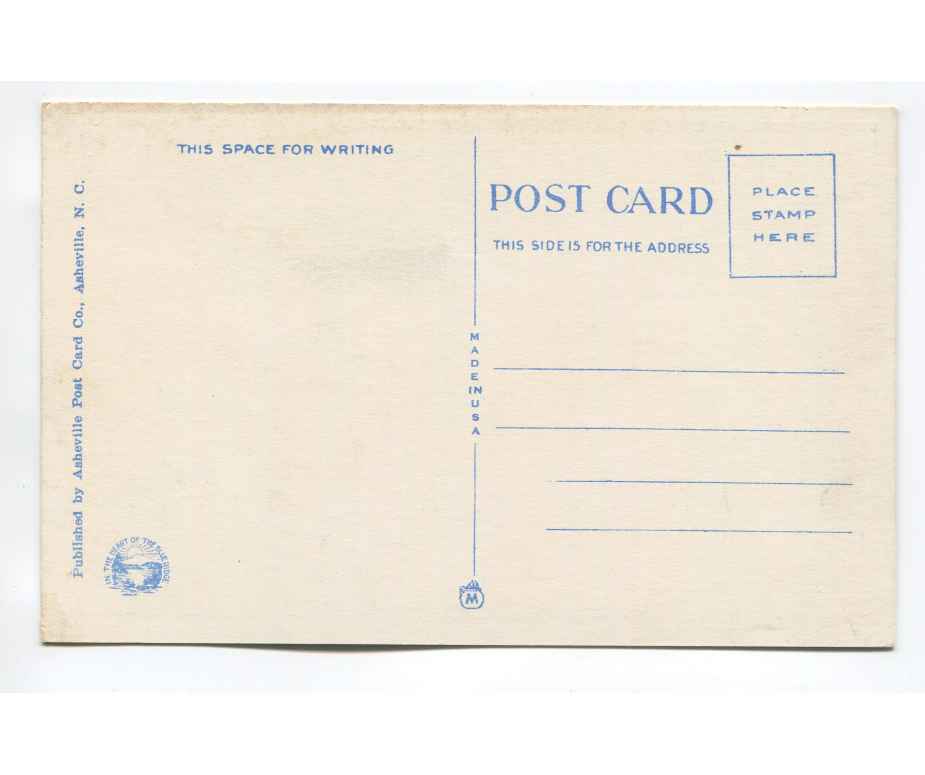 THIS SPACE FOR WRITING
Published by Asheville Post Card Co., Asheville, N. C.
IN THE HEART OF THE BLUE RIDGE
MADE IN USA
M
POST CARD
THIS SIDE IS FOR THE ADDRESS
PLACE
STAMP
HERE